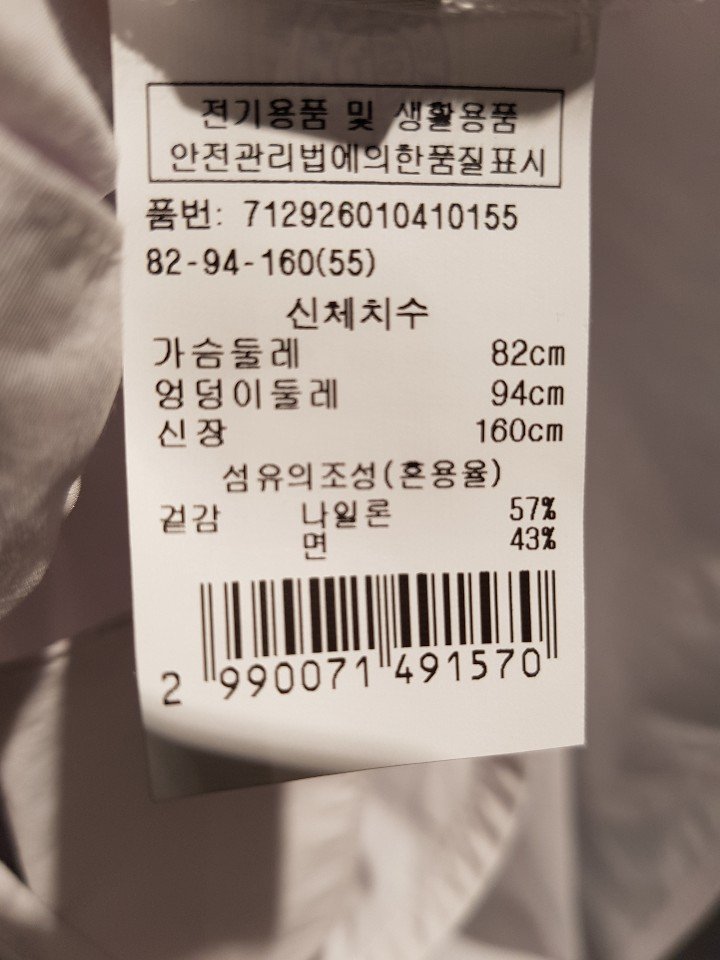 전기용품 및 생활용품
안전관리법에의한품질표시
품번: 712926010410155
82-94-160(55)
신체치수
가슴둘레 82cm
엉덩이둘레 94cm
신장 160cm
섬유의조성(혼용율)
겉감 나일론 57%
면 43%
2 990071 491570